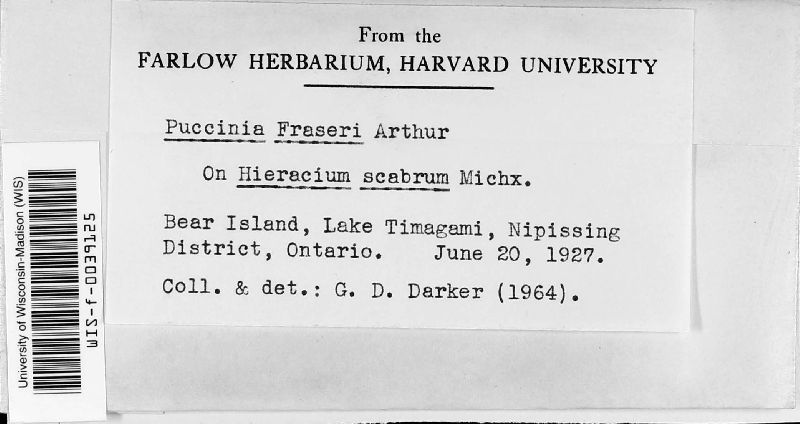 From the
FARLOW HERBARIUM, HARVARD UNIVERSITY
Puccinia Fraseri Arthur
On Hieracium scabrum Michx.
Bear Island, Lake Timagami, Nipissing
District, Ontario. June 20, 1927.
Coll. & det.: G. D. Darker (1964).
University of Wisconsin-Madison (WIS)
WIS-f-0039125